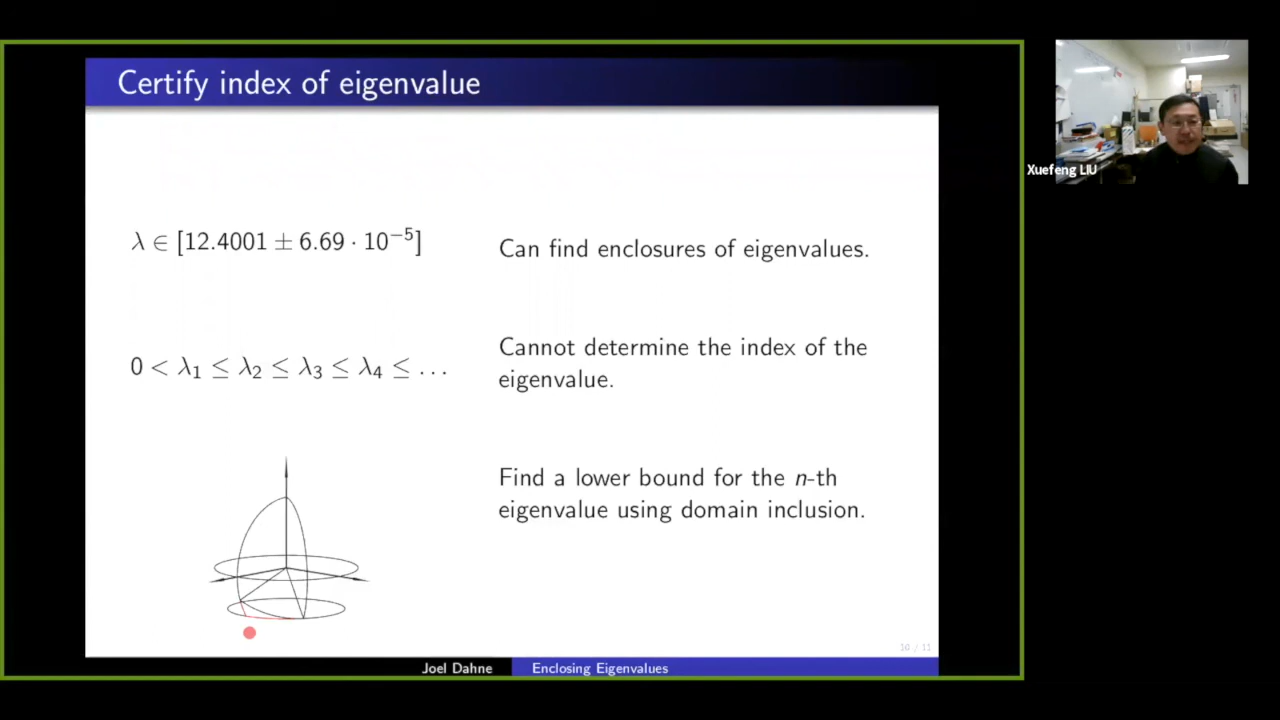 Certify index of eigenvalue
λ ∈ [12.4001 ± 6.69 · 10⁻⁵]
Can find enclosures of eigenvalues.
0 < λ₁ ≤ λ₂ ≤ λ₃ ≤ λ₄ ≤ …
Cannot determine the index of the
eigenvalue.
Find a lower bound for the n-th
eigenvalue using domain inclusion.
10 / 11
Joel Dahne
Enclosing Eigenvalues
Xuefeng LIU